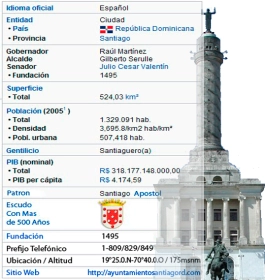 Idioma oficial Español
Entidad Ciudad
• País República Dominicana
• Provincia Santiago
Gobernador Raúl Martínez
Alcalde Gilberto Serulle
Senador Julio Cesar Valentín
• Fundación 1495
Superficie
• Total 524,03 km²
Población (2005¹)
• Total 1.329.091 hab.
• Densidad 3,695.8/km2 hab/km²
• Pobl. urbana 507,418 hab.
Gentilicio Santiaguero(a)
PIB (nominal)
• Total R$ 318.177.148.000,00
• PIB per cápita R$ 4.174,59
Patron Santiago Apostol
Escudo
Con Mas
de 500 Años
Fundación 1495
Prefijo Telefónico 1-809/829/849
Ubicación / Altitud 19°25.0.N-70°40.0.O / 175msnm
Sitio Web http://ayuntamientosantiagord.com